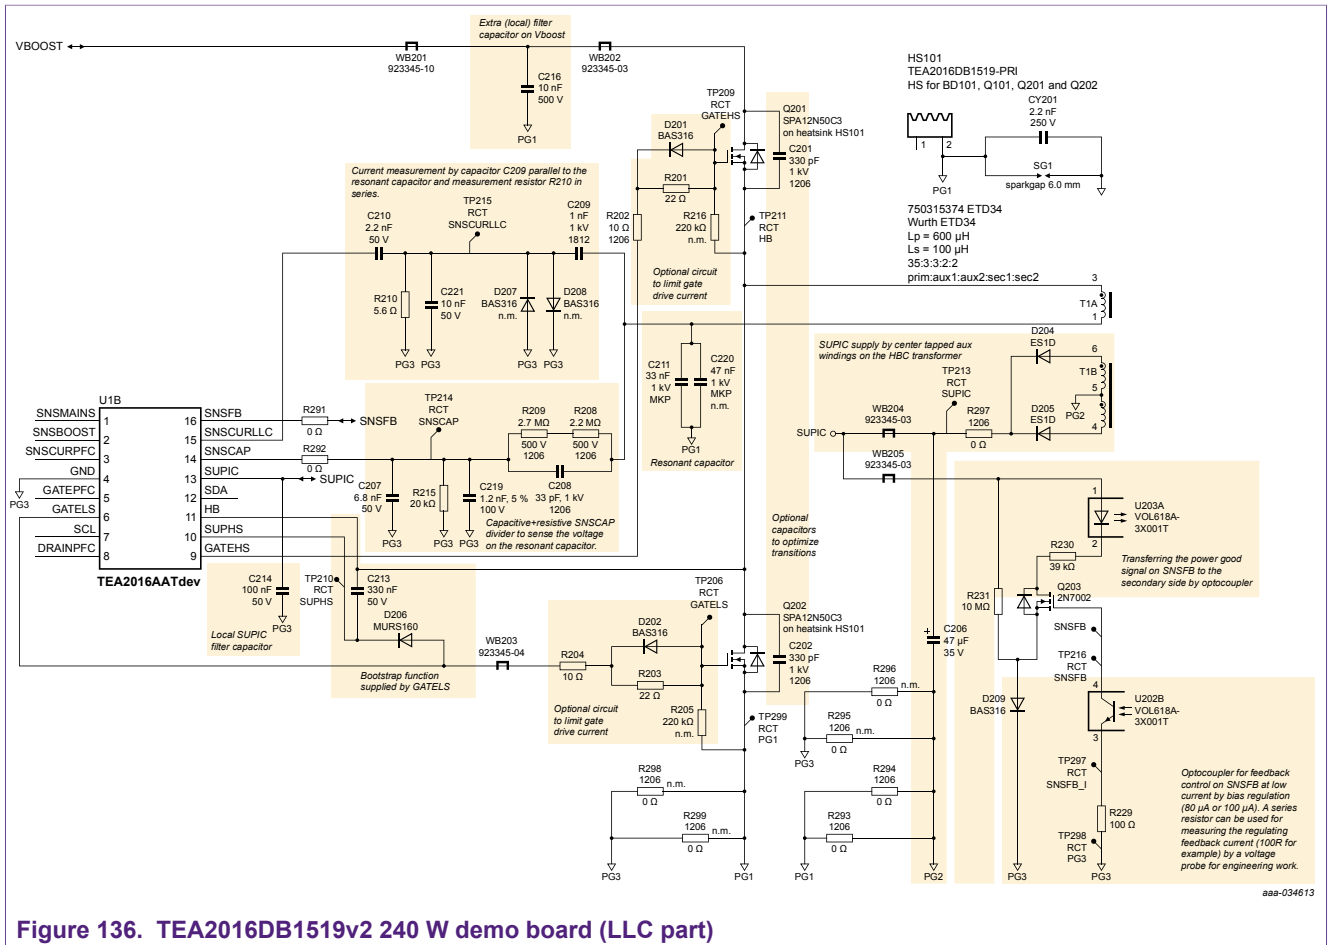 VBOOST
WB201
923345-10
Extra (local) filter
capacitor on Vboost
WB202
923345-03
C216
10 nF
500 V
PG1
TP209
RCT
GATEHS
Q201
SPA12N50C3
on heatsink HS101
C201
330 pF
1 kV
1206
D201
BAS316
R201
22 Ω
R202
10 Ω
1206
R216
220 kΩ
n.m.
TP211
RCT
HB
Optional circuit
to limit gate
drive current
HS101
TEA2016DB1519-PRI
HS for BD101, Q101, Q201 and Q202
CY201
2.2 nF
250 V
1
2
PG1
SG1
sparkgap 6.0 mm
750315374 ETD34
Wurth ETD34
Lp = 600 µH
Ls = 100 µH
35:3:3:2:2
prim:aux1:aux2:sec1:sec2
3
T1A
1
Current measurement by capacitor C209 parallel to the
resonant capacitor and measurement resistor R210 in
series.
TP215
RCT
SNSCURLLC
C210
2.2 nF
50 V
C209
1 nF
1 kV
1812
R210
5.6 Ω
C221
10 nF
50 V
D207
BAS316
n.m.
D208
BAS316
n.m.
PG3
PG3
PG3
PG3
C211
33 nF
1 kV
MKP
C220
47 nF
1 kV
MKP
n.m.
PG1
Resonant capacitor
SUPIC supply by center tapped aux
windings on the HBC transformer
D204
ES1D
6
T1B
5
PG2
4
D205
ES1D
TP213
RCT
SUPIC
R297
1206
0 Ω
WB204
923345-03
SUPIC
WB205
923345-03
U1B
SNSMAINS
1
SNSBOOST
2
SNSCURPFC
3
GND
4
GATEPFC
5
GATELS
6
SCL
7
DRAINPFC
8
16
SNSFB
15
SNSCURLLC
14
SNSCAP
13
SUPIC
12
SDA
11
HB
10
SUPHS
9
GATEHS
TEA2016AATdev
PG3
R291
0 Ω
SNSFB
R292
0 Ω
SUPIC
TP214
RCT
SNSCAP
R209
2.7 MΩ
500 V
1206
R208
2.2 MΩ
500 V
1206
C208
33 pF, 1 kV
1206
C207
6.8 nF
50 V
R215
20 kΩ
C219
1.2 nF, 5 %
100 V
PG3
PG3
PG3
Capacitive+resistive SNSCAP
divider to sense the voltage
on the resonant capacitor.
Optional
capacitors
to optimize
transitions
C214
100 nF
50 V
PG3
Local SUPIC
filter capacitor
TP210
RCT
SUPHS
C213
330 nF
50 V
D206
MURS160
Bootstrap function
supplied by GATELS
WB203
923345-04
R204
10 Ω
D202
BAS316
R203
22 Ω
R205
220 kΩ
n.m.
Optional circuit
to limit gate
drive current
TP206
RCT
GATELS
Q202
SPA12N50C3
on heatsink HS101
C202
330 pF
1 kV
1206
TP299
RCT
PG1
R298
1206
n.m.
0 Ω
R299
1206
n.m.
0 Ω
PG3
PG1
R296
1206
n.m.
0 Ω
R295
1206
0 Ω
PG3
R294
1206
0 Ω
R293
1206
0 Ω
PG1
PG2
C206
47 µF
35 V
+
1
U203A
VOL618A-
3X001T
2
R230
39 kΩ
Transferring the power good
signal on SNSFB to the
secondary side by optocoupler
R231
10 MΩ
Q203
2N7002
SNSFB
TP216
RCT
SNSFB
D209
BAS316
PG3
4
U202B
VOL618A-
3X001T
3
TP297
RCT
SNSFB_I
R229
100 Ω
TP298
RCT
PG3
PG3
Optocoupler for feedback
control on SNSFB at low
current by bias regulation
(80 µA or 100 µA). A series
resistor can be used for
measuring the regulating
feedback current (100R for
example) by a voltage
probe for engineering work.
aaa-034613
Figure 136. TEA2016DB1519v2 240 W demo board (LLC part)